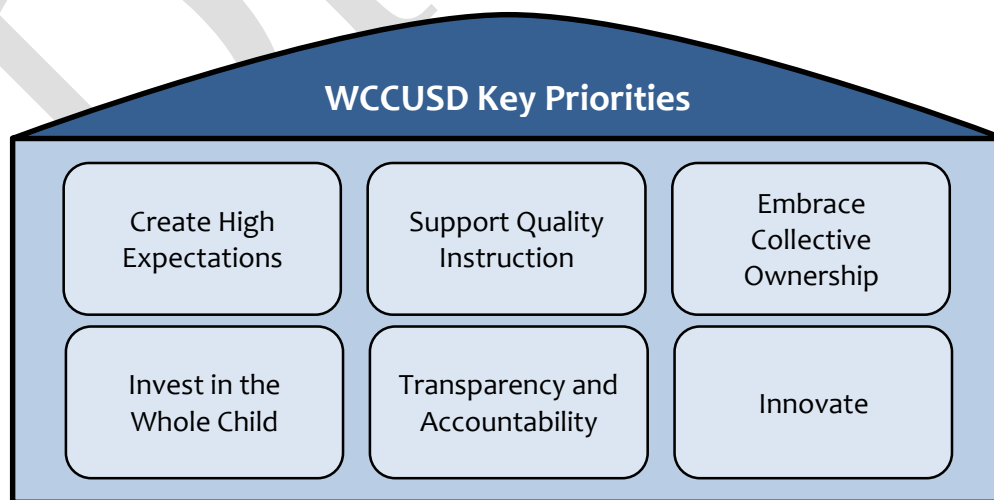 WCCUSD Key Priorities
Create High
Expectations
Support Quality
Instruction
Embrace
Collective
Ownership
Invest in the
Whole Child
Transparency and
Accountability
Innovate